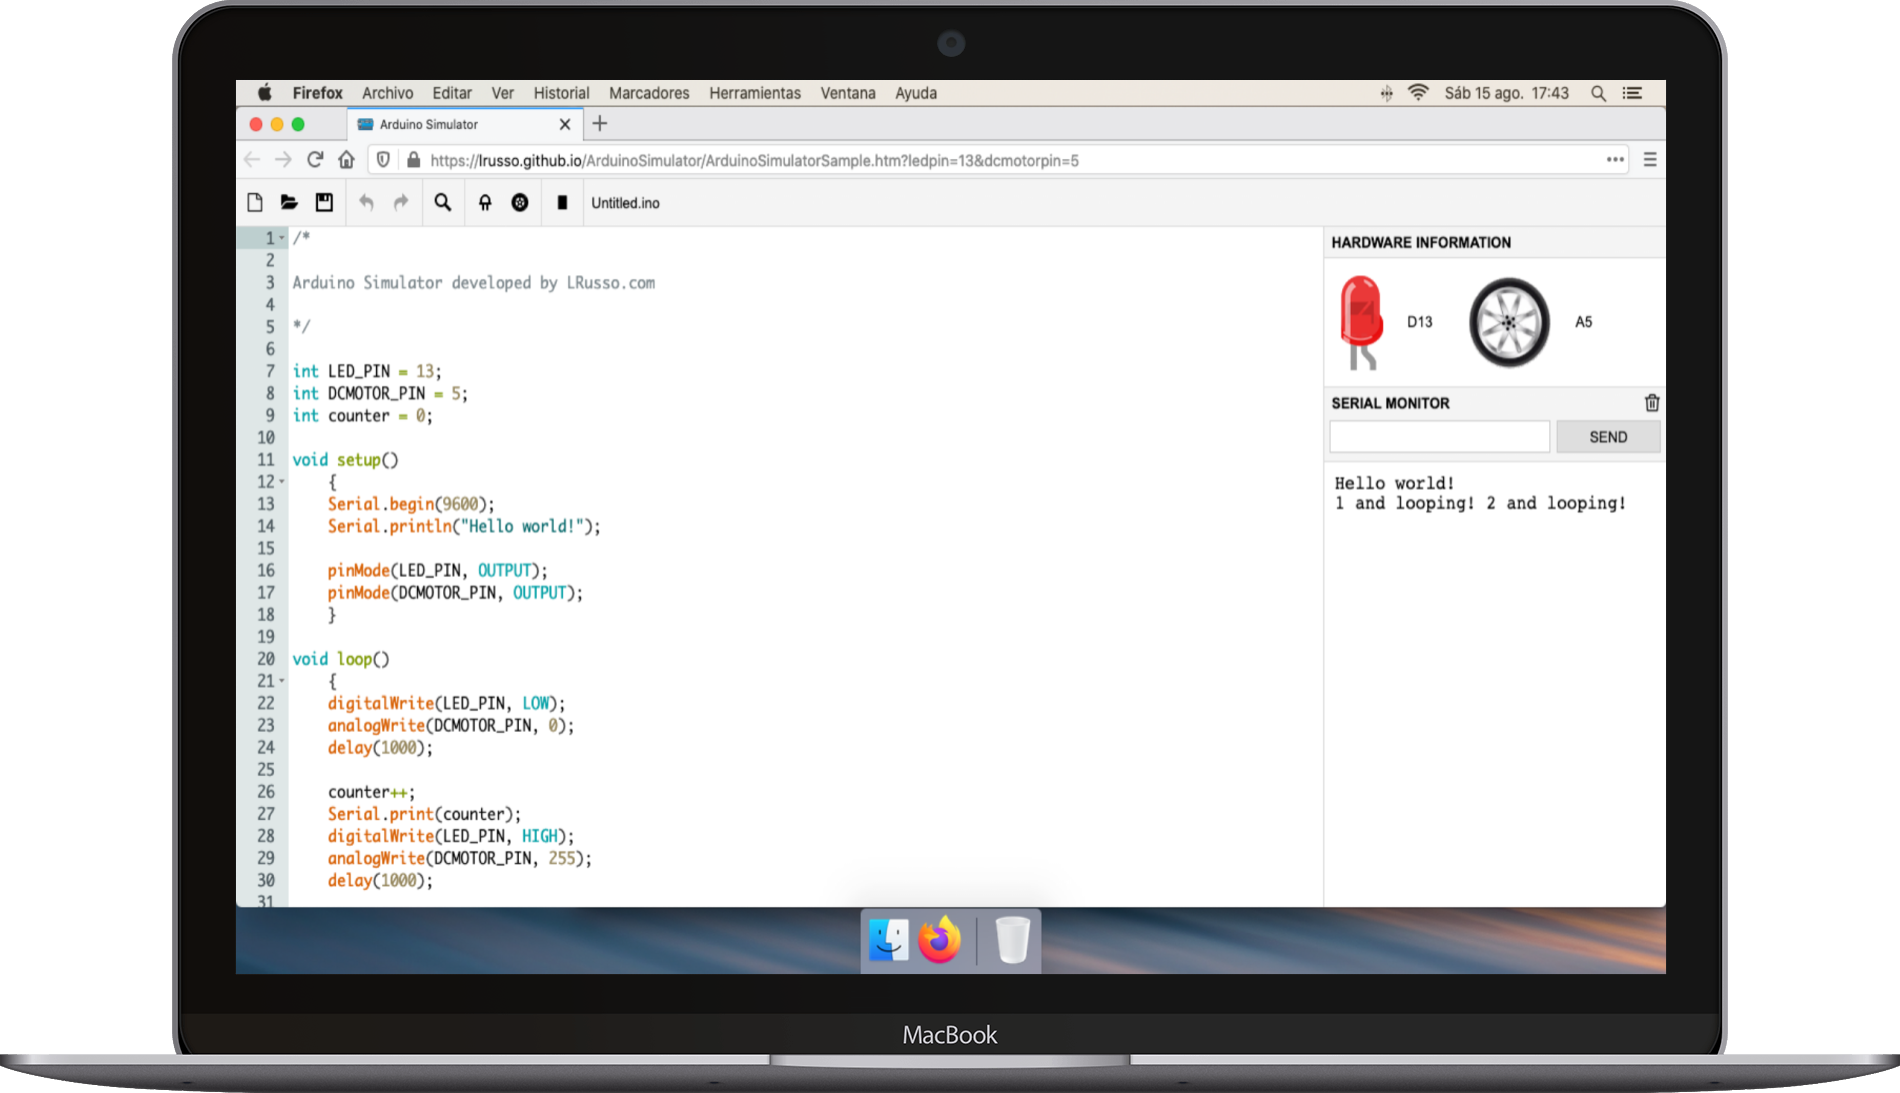 Firefox Archivo Editar Ver Historial Marcadores Herramientas Ventana Ayuda Sáb 15 ago. 17:43
Arduino Simulator
https://lrusso.github.io/ArduinoSimulator/ArduinoSimulatorSample.htm?ledpin=13&dcmotorpin=5
Untitled.ino
1 /*
2
3 Arduino Simulator developed by LRusso.com
4
5 */
6
7 int LED_PIN = 13;
8 int DCMOTOR_PIN = 5;
9 int counter = 0;
10
11 void setup()
12 {
13 Serial.begin(9600);
14 Serial.println("Hello world!");
15
16 pinMode(LED_PIN, OUTPUT);
17 pinMode(DCMOTOR_PIN, OUTPUT);
18 }
19
20 void loop()
21 {
22 digitalWrite(LED_PIN, LOW);
23 analogWrite(DCMOTOR_PIN, 0);
24 delay(1000);
25
26 counter++;
27 Serial.print(counter);
28 digitalWrite(LED_PIN, HIGH);
29 analogWrite(DCMOTOR_PIN, 255);
30 delay(1000);
31
HARDWARE INFORMATION
D13 A5
SERIAL MONITOR
SEND
Hello world!
1 and looping! 2 and looping!
MacBook